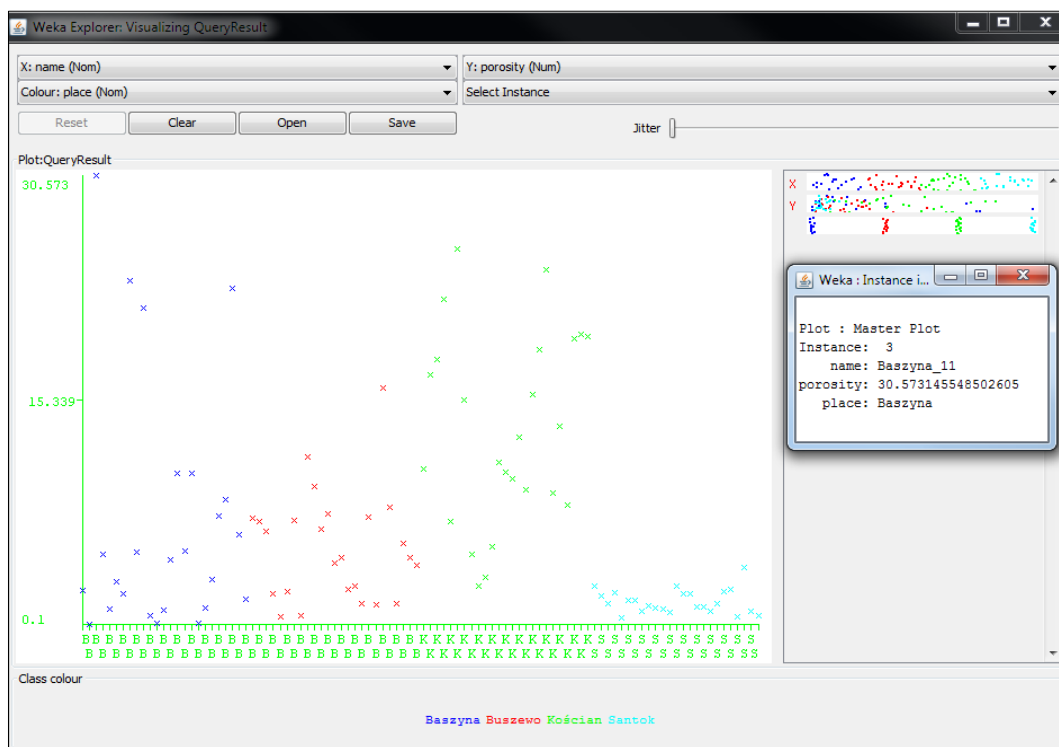 Weka Explorer: Visualizing QueryResult
X: name (Nom)
Y: porosity (Num)
Colour: place (Nom)
Select Instance
Reset
Clear
Open
Save
Jitter
Plot:QueryResult
30.573
15.339
0.1
B B B B B B B B B B B B B B B B B B B B B B B B B K K K K K K K K K K K K K S S S S S S S S S S S S
B B B B B B B B B B B B B B B B B B B B B B B B B K K K K K K K K K K K K S S S S S S S S S S S S S
X
Y
Weka : Instance i...
Plot : Master Plot
Instance: 3
name: Baszyna_11
porosity: 30.573145548502605
place: Baszyna
Class colour
Baszyna Buszewo Kościan Santok